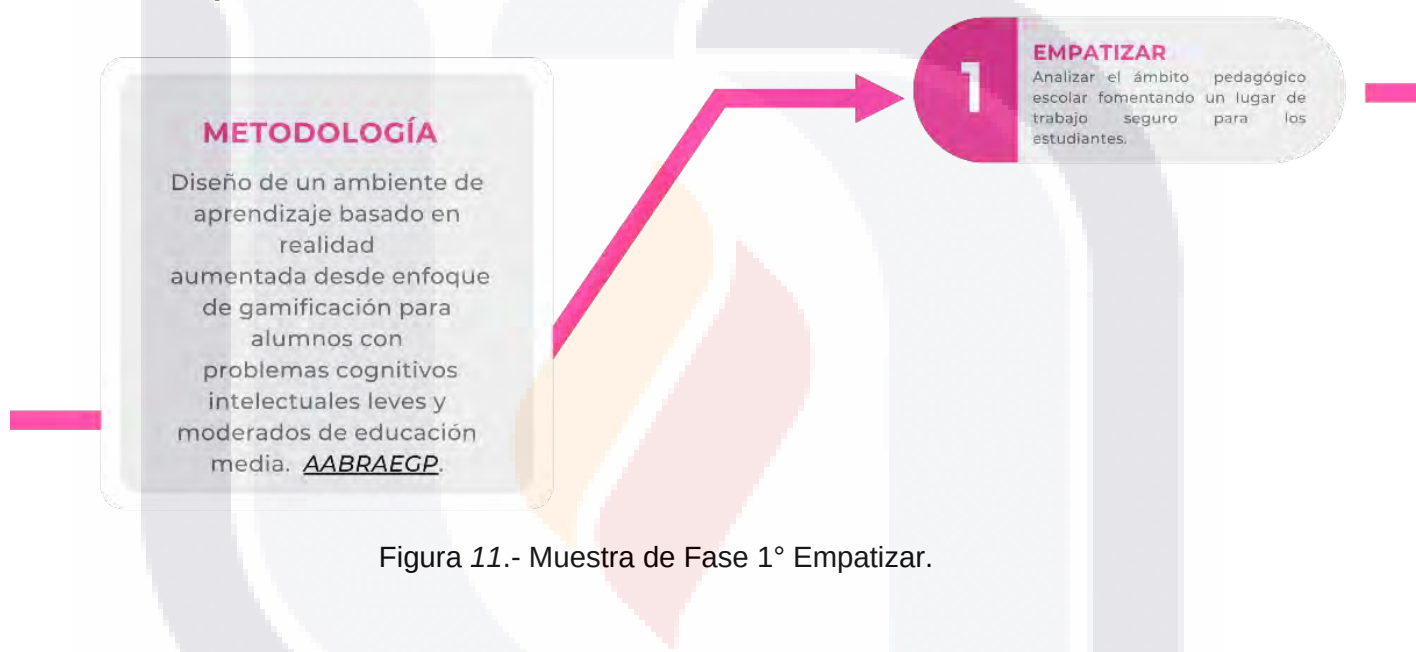 METODOLOGÍA
Diseño de un ambiente de
aprendizaje basado en
realidad
aumentada desde enfoque
de gamificación para
alumnos con
problemas cognitivos
intelectuales leves y
moderados de educación
media. AABRAEGP.
1
EMPATIZAR
Analizar el ámbito pedagógico
escolar fomentando un lugar de
trabajo seguro para los
estudiantes.
Figura 11.- Muestra de Fase 1° Empatizar.